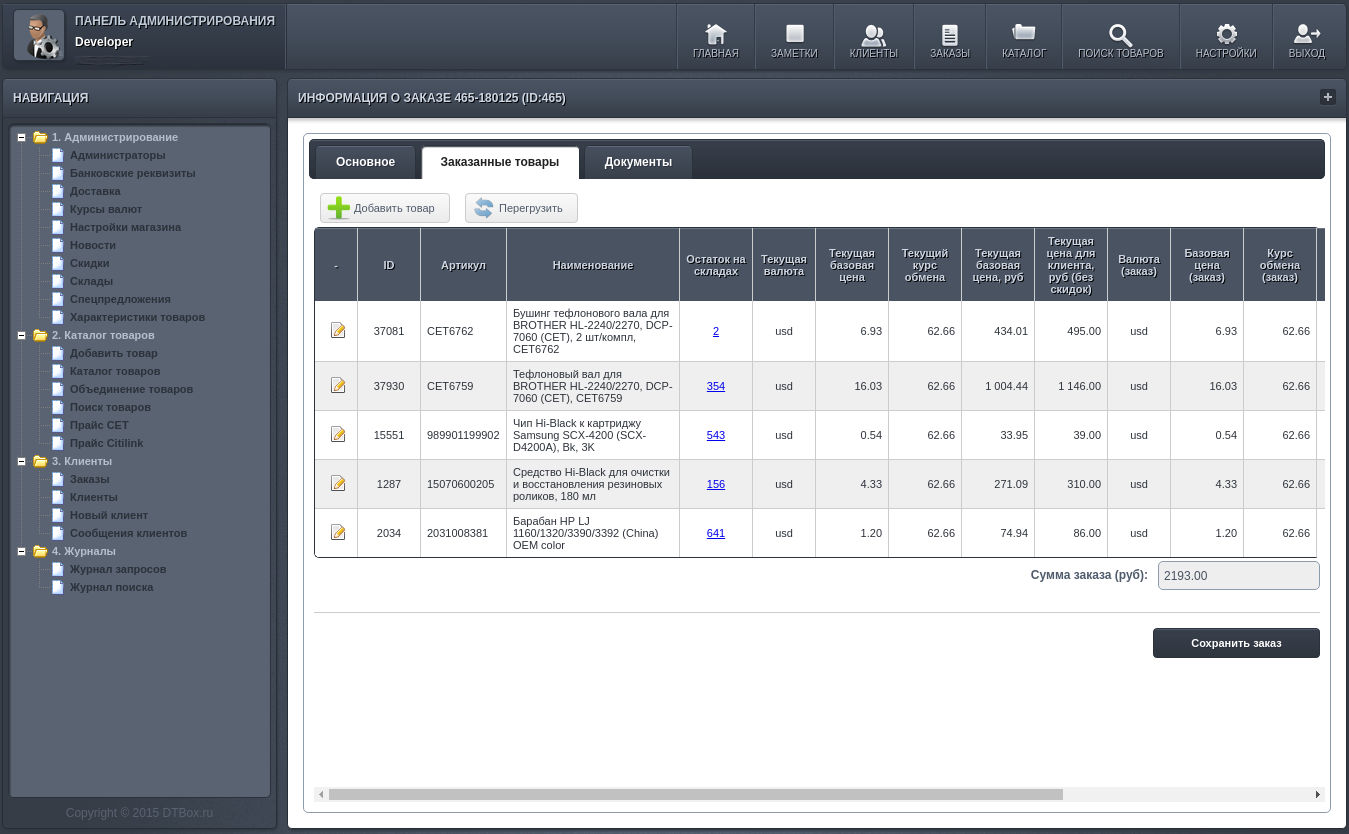 ПАНЕЛЬ АДМИНИСТРИРОВАНИЯ
Developer
ГЛАВНАЯ
ЗАМЕТКИ
КЛИЕНТЫ
ЗАКАЗЫ
КАТАЛОГ
ПОИСК ТОВАРОВ
НАСТРОЙКИ
ВЫХОД
НАВИГАЦИЯ
1. Администрирование
Администраторы
Банковские реквизиты
Доставка
Курсы валют
Настройки магазина
Новости
Скидки
Склады
Спецпредложения
Характеристики товаров
2. Каталог товаров
Добавить товар
Каталог товаров
Объединение товаров
Поиск товаров
Прайс CET
Прайс Citilink
3. Клиенты
Заказы
Клиенты
Новый клиент
Сообщения клиентов
4. Журналы
Журнал запросов
Журнал поиска
Copyright © 2015 DTBox.ru
ИНФОРМАЦИЯ О ЗАКАЗЕ 465-180125 (ID:465)
Основное
Заказанные товары
Документы
Добавить товар
Перегрузить
-
ID
Артикул
Наименование
Остаток на
складах
Текущая
валюта
Текущая
базовая
цена
Текущий
курс
обмена
Текущая
базовая
цена, руб
Текущая
цена для
клиента,
руб (без
скидок)
Валюта
(заказ)
Базовая
цена
(заказ)
Курс
обмена
(заказ)
37081
CET6762
Бушинг тефлонового вала для
BROTHER HL-2240/2270, DCP-
7060 (CET), 2 шт/компл,
CET6762
2
usd
6.93
62.66
434.01
495.00
usd
6.93
62.66
37930
CET6759
Тефлоновый вал для
BROTHER HL-2240/2270, DCP-
7060 (CET), CET6759
354
usd
16.03
62.66
1 004.44
1 146.00
usd
16.03
62.66
15551
989901199902
Чип Hi-Black к картриджу
Samsung SCX-4200 (SCX-
D4200A), Bk, 3K
543
usd
0.54
62.66
33.95
39.00
usd
0.54
62.66
1287
15070600205
Средство Hi-Black для очистки
и восстановления резиновых
роликов, 180 мл
156
usd
4.33
62.66
271.09
310.00
usd
4.33
62.66
2034
2031008381
Барабан HP LJ
1160/1320/3390/3392 (China)
OEM color
641
usd
1.20
62.66
74.94
86.00
usd
1.20
62.66
Сумма заказа (руб):
2193.00
Сохранить заказ